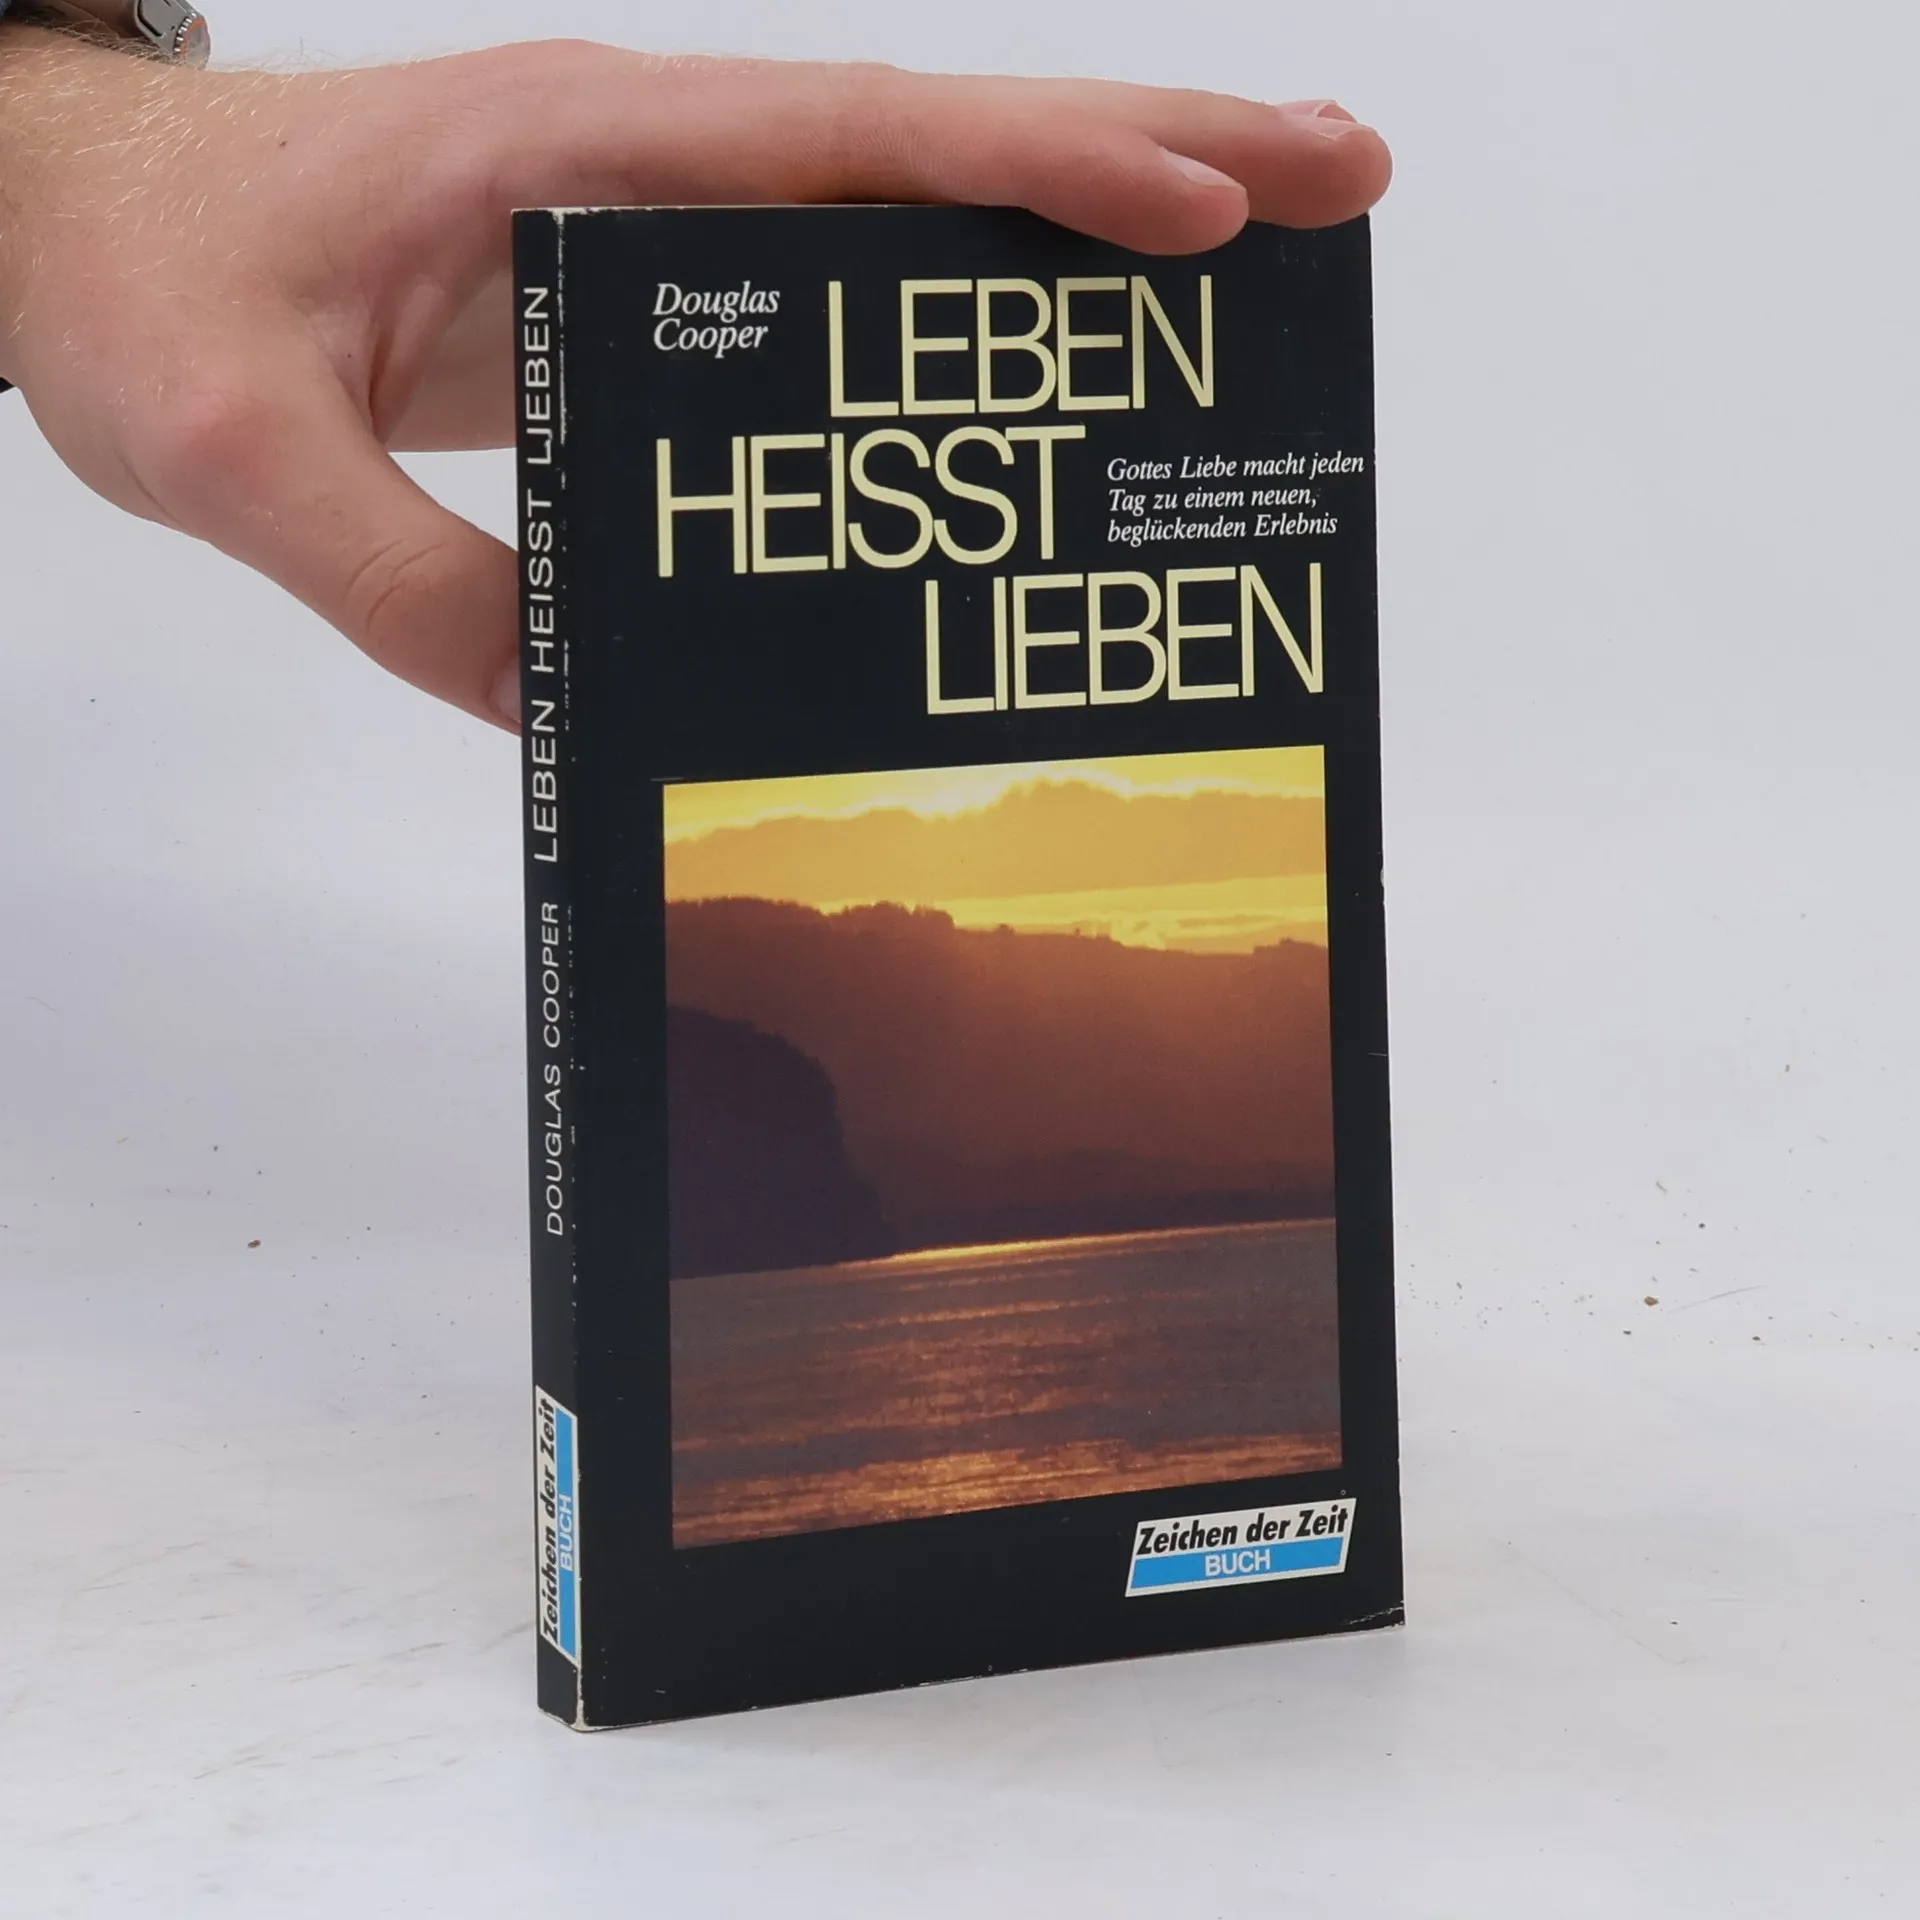 Douglas
Cooper
LEBEN
HEISST
LIEBEN
Gottes Liebe macht jeden
Tag zu einem neuen,
beglückenden Erlebnis
Zeichen der Zeit
BUCH
DOUGLAS COOPER LEBEN HEISST LIEBEN
Zeichen der Zeit
BUCH